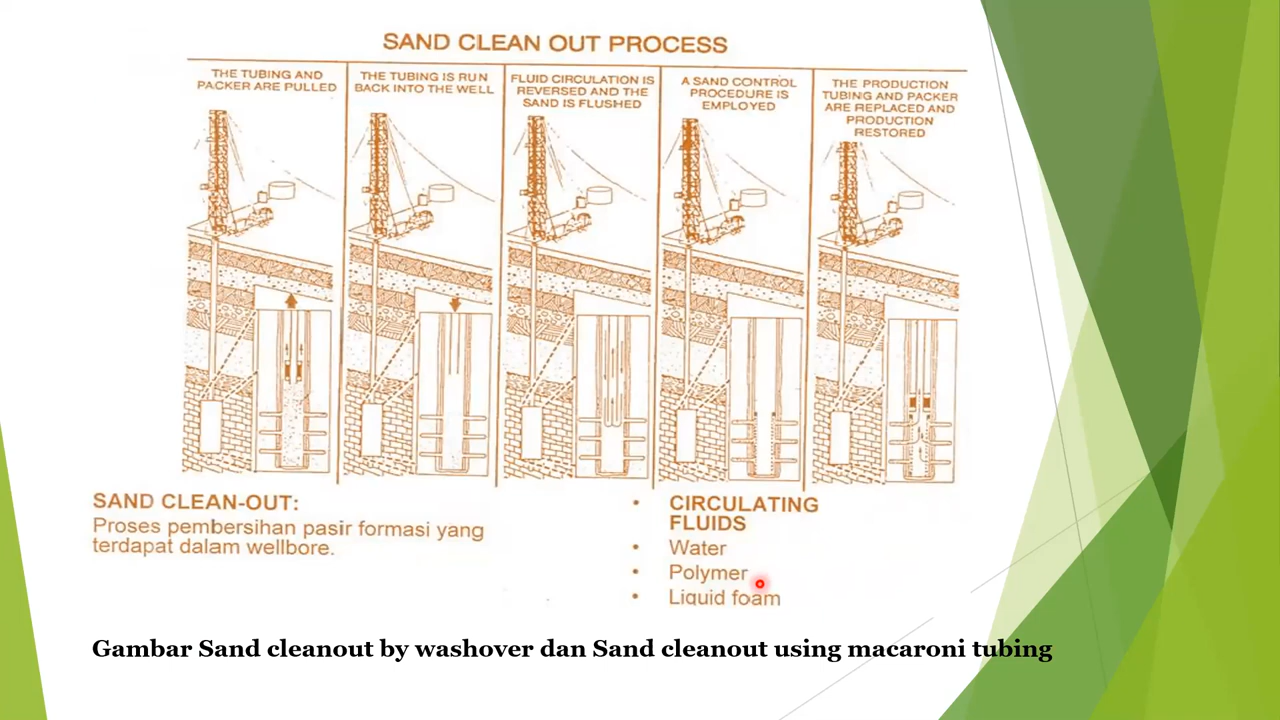 SAND CLEAN OUT PROCESS
THE TUBING AND
PACKER ARE PULLED
THE TUBING IS RUN
BACK INTO THE WELL
FLUID CIRCULATION IS
REVERSED AND THE
SAND IS FLUSHED
A SAND CONTROL
PROCEDURE IS
EMPLOYED
THE PRODUCTION
TUBING AND PACKER
ARE REPLACED AND
PRODUCTION
RESTORED
SAND CLEAN-OUT:
Proses pembersihan pasir formasi yang
terdapat dalam wellbore.
• CIRCULATING
FLUIDS
• Water
• Polymer
• Liquid foam
Gambar Sand cleanout by washover dan Sand cleanout using macaroni tubing